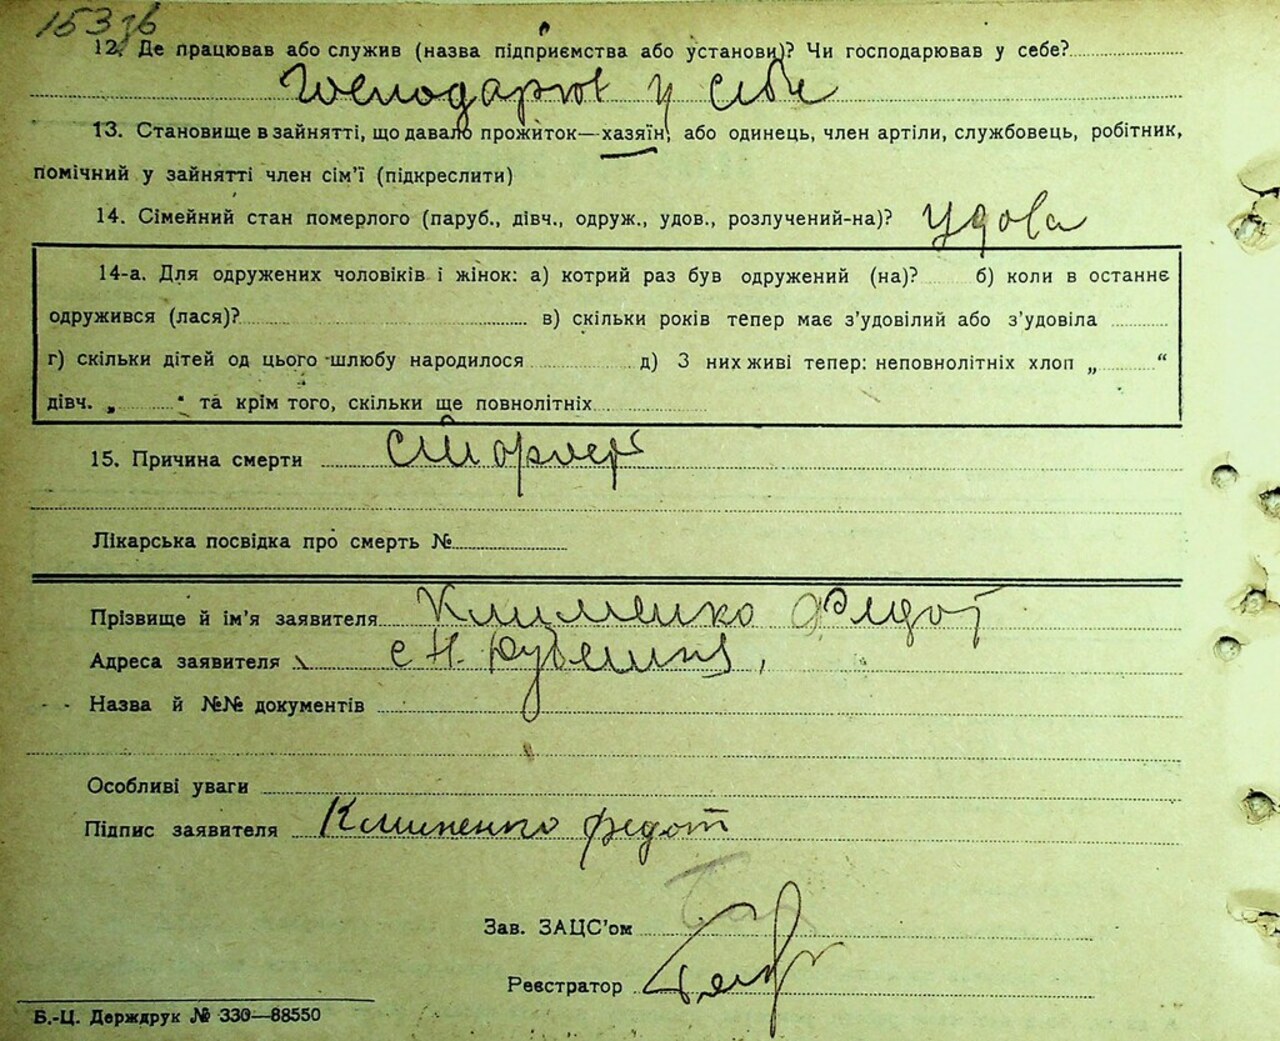 153зв
12. Де працював або служив (назва підприємства або установи)? Чи господарював у себе?
Господарюв у себе
13. Становище в зайнятті, що давало прожиток—хазяїн, або одинець, член артіли, службовець, робітник,
помічний у зайнятті член сім’ї (підкреслити)
14. Сімейний стан померлого (паруб., дівч., одруж., удов., розлучений-на)? удова
14-а. Для одружених чоловіків і жінок: а) котрий раз був одружений (на)? б) коли в останнє
одружився (лася)? в) скільки років тепер має з’удовілий або з’удовіла
г) скільки дітей од цього шлюбу народилося д) З них живі тепер: неповнолітніх хлоп „ “
дівч. „ “ та крім того, скільки ще повнолітніх
15. Причина смерти
Лікарська посвідка про смерть №
Прізвище й ім’я заявителя Клименко Федот
Адреса заявителя с Н.
Назва й №№ документів
Особливі уваги
Підпис заявителя Клименко федот
Зав. ЗАЦС’ом
Реєстратор
Б.-Ц. Держдрук № 330—88550